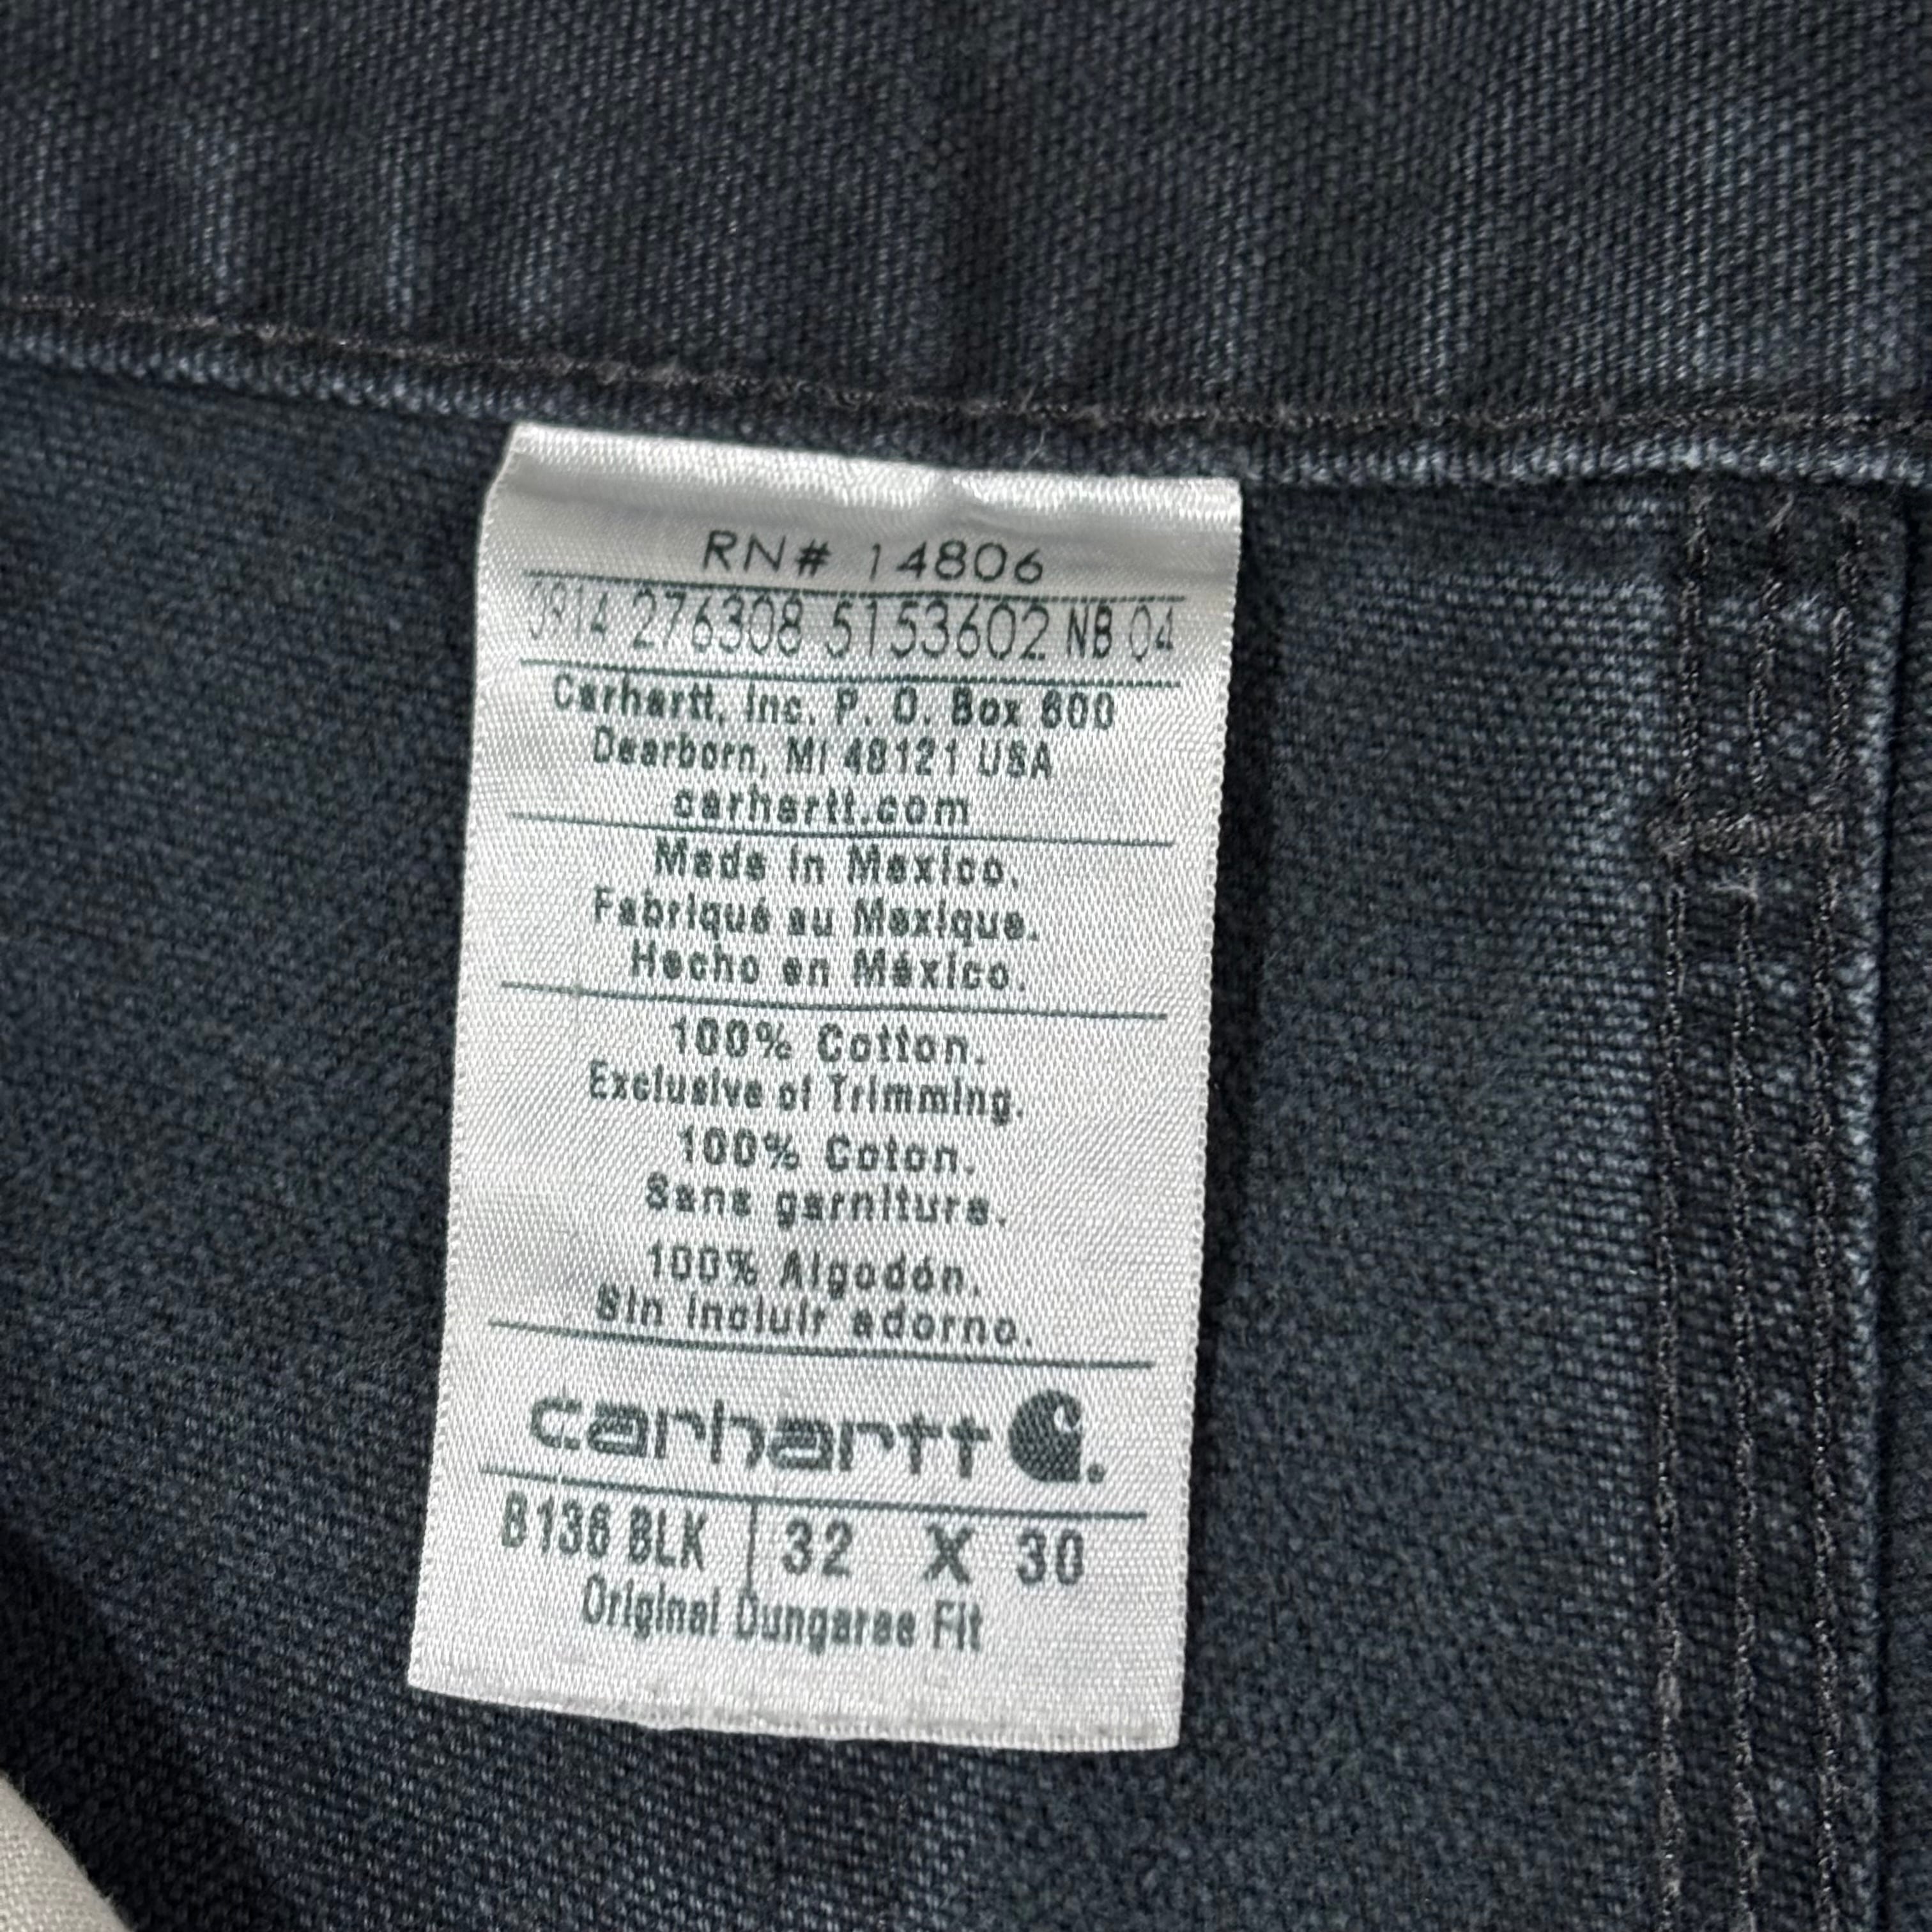 RN# 14806
0914 276308 5153602 NB 04
Carhartt, Inc. P. O. Box 600
Dearborn, MI 48121 USA
carhartt.com
Made in Mexico.
Fabriqué au Mexique.
Hecho en México.
100% Cotton.
Exclusive of Trimming.
100% Coton.
Sans garniture.
100% Algodón.
Sin incluir adorno.
carhartt
B136 BLK 32 X 30
Original Dungaree Fit